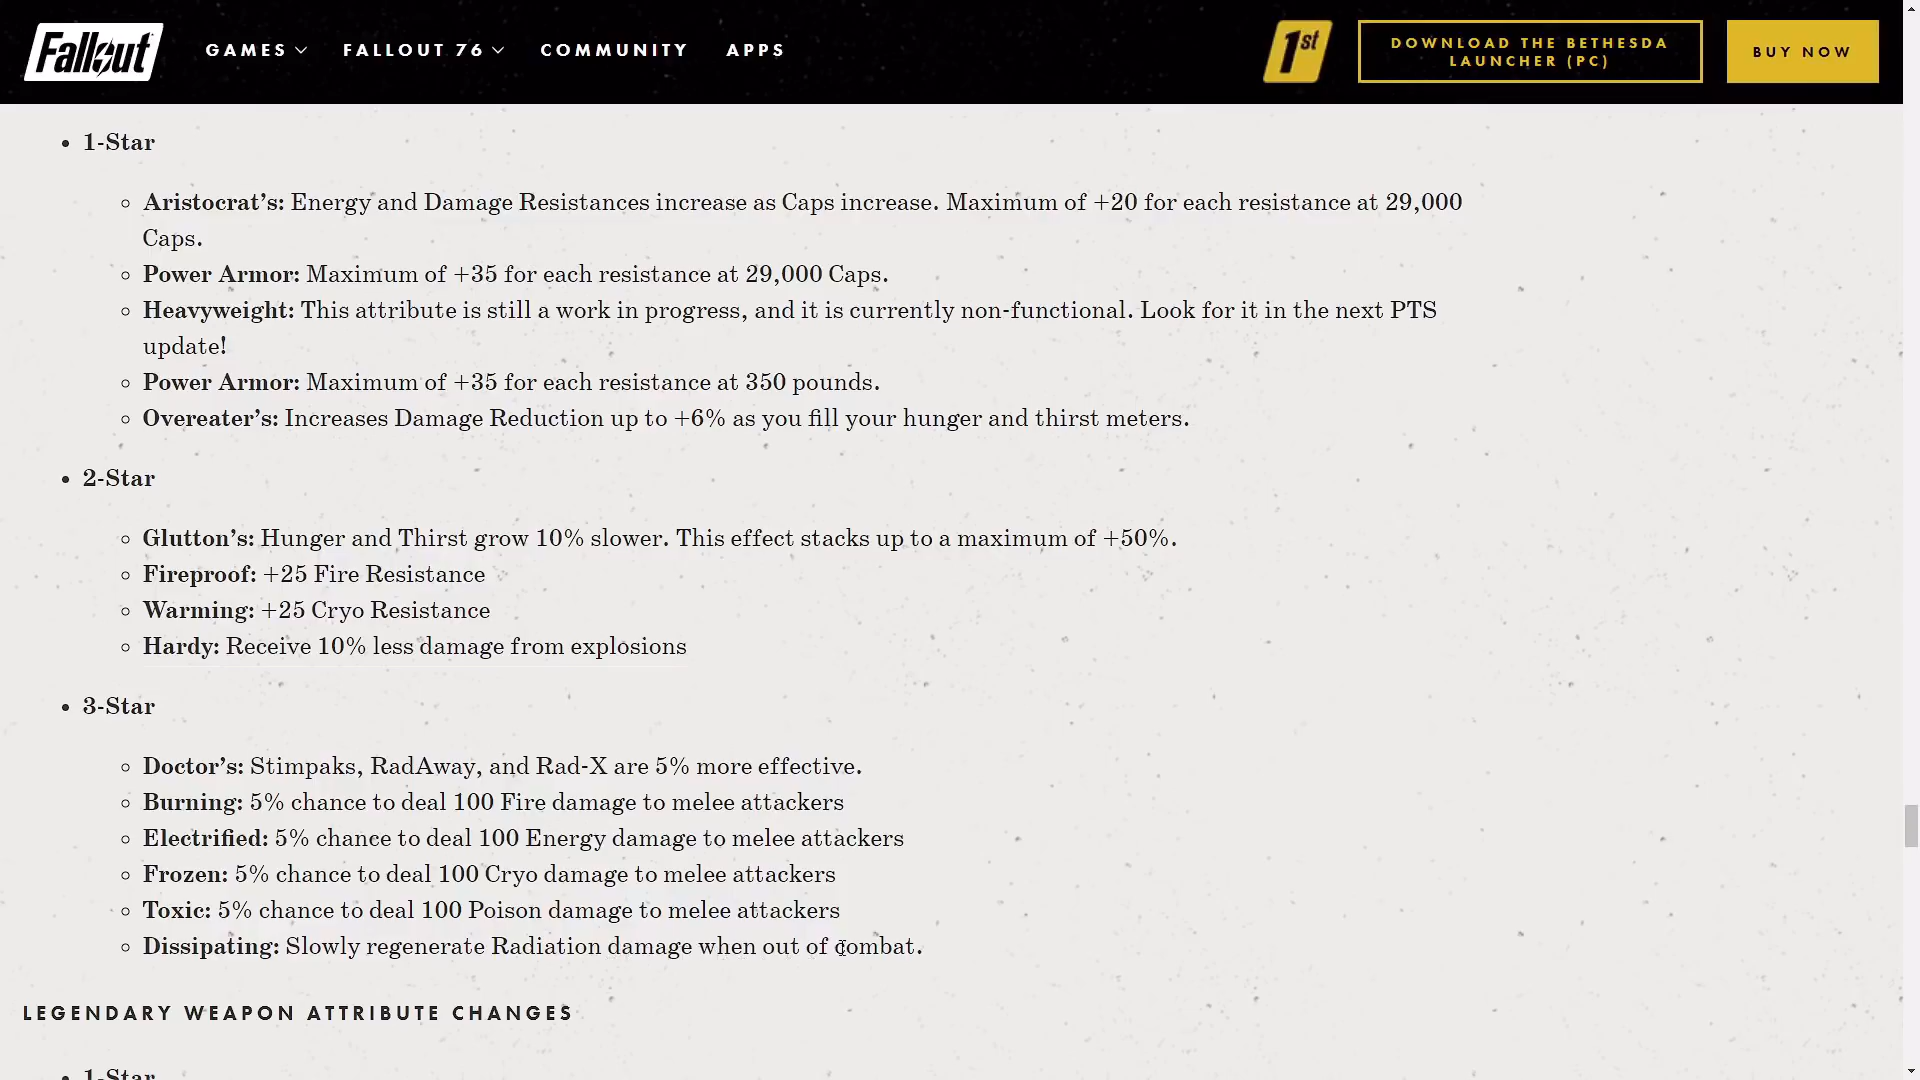 Fallout
GAMES
FALLOUT 76
COMMUNITY
APPS
1st
DOWNLOAD THE BETHESDA
LAUNCHER (PC)
BUY NOW
1-Star
Aristocrat's: Energy and Damage Resistances increase as Caps increase. Maximum of +20 for each resistance at 29,000
Caps.
Power Armor: Maximum of +35 for each resistance at 29,000 Caps.
Heavyweight: This attribute is still a work in progress, and it is currently non-functional. Look for it in the next PTS
update!
Power Armor: Maximum of +35 for each resistance at 350 pounds.
Overeater's: Increases Damage Reduction up to +6% as you fill your hunger and thirst meters.
2-Star
Glutton's: Hunger and Thirst grow 10% slower. This effect stacks up to a maximum of +50%.
Fireproof: +25 Fire Resistance
Warming: +25 Cryo Resistance
Hardy: Receive 10% less damage from explosions
3-Star
Doctor's: Stimpaks, RadAway, and Rad-X are 5% more effective.
Burning: 5% chance to deal 100 Fire damage to melee attackers
Electrified: 5% chance to deal 100 Energy damage to melee attackers
Frozen: 5% chance to deal 100 Cryo damage to melee attackers
Toxic: 5% chance to deal 100 Poison damage to melee attackers
Dissipating: Slowly regenerate Radiation damage when out of combat.
LEGENDARY WEAPON ATTRIBUTE CHANGES
1-Star